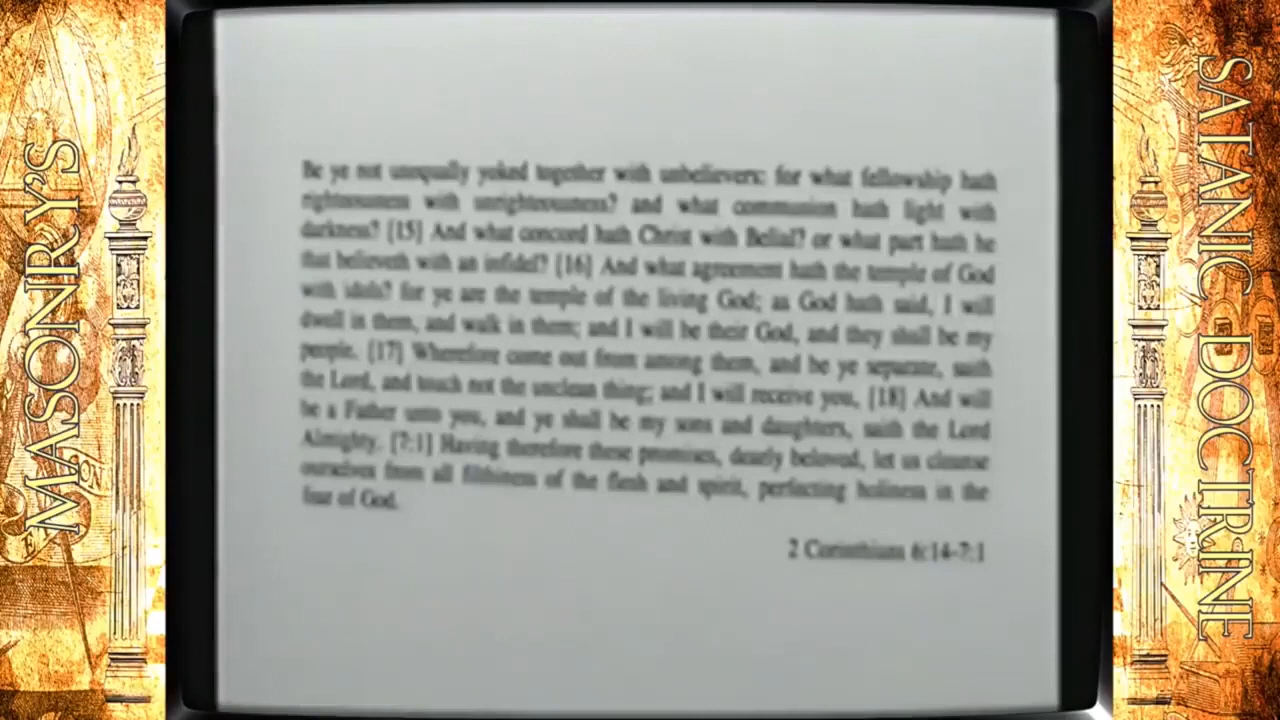 MASONRY'S
Be ye not unequally yoked together with unbelievers: for what fellowship hath
righteousness with unrighteousness? and what communion hath light with
darkness? [15] And what concord hath Christ with Belial? or what part hath he
that believeth with an infidel? [16] And what agreement hath the temple of God
with idols? for ye are the temple of the living God; as God hath said, I will
dwell in them, and walk in them; and I will be their God, and they shall be my
people. [17] Wherefore come out from among them, and be ye separate, saith
the Lord, and touch not the unclean thing; and I will receive you, [18] And will
be a Father unto you, and ye shall be my sons and daughters, saith the Lord
Almighty. [7:1] Having therefore these promises, dearly beloved, let us cleanse
ourselves from all filthiness of the flesh and spirit, perfecting holiness in the
fear of God.
2 Corinthians 6:14-7:1
SATANIC DOCTRINE